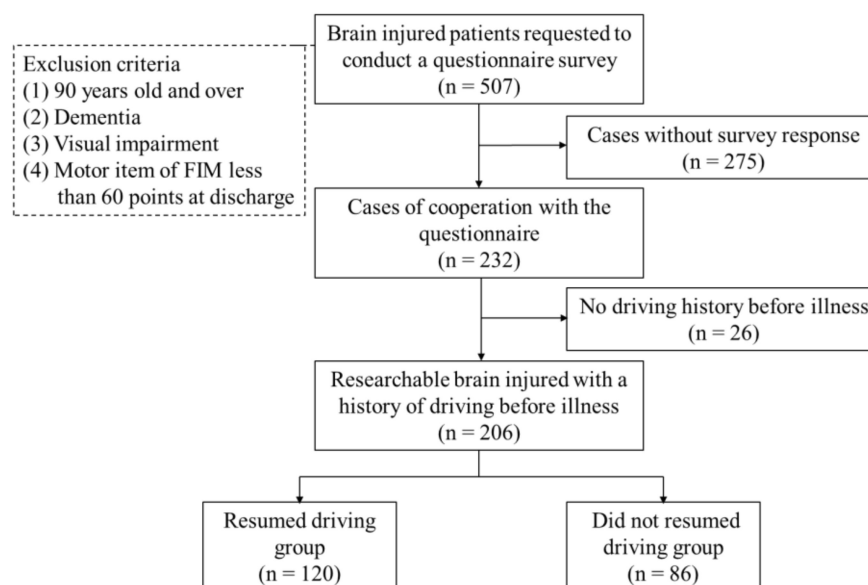 Brain injured patients requested to
conduct a questionnaire survey
(n = 507)
Exclusion criteria
(1) 90 years old and over
(2) Dementia
(3) Visual impairment
(4) Motor item of FIM less
than 60 points at discharge
Cases without survey response
(n = 275)
Cases of cooperation with the
questionnaire
(n = 232)
No driving history before illness
(n = 26)
Researchable brain injured with a
history of driving before illness
(n = 206)
Resumed driving
group
(n = 120)
Did not resumed
driving group
(n = 86)